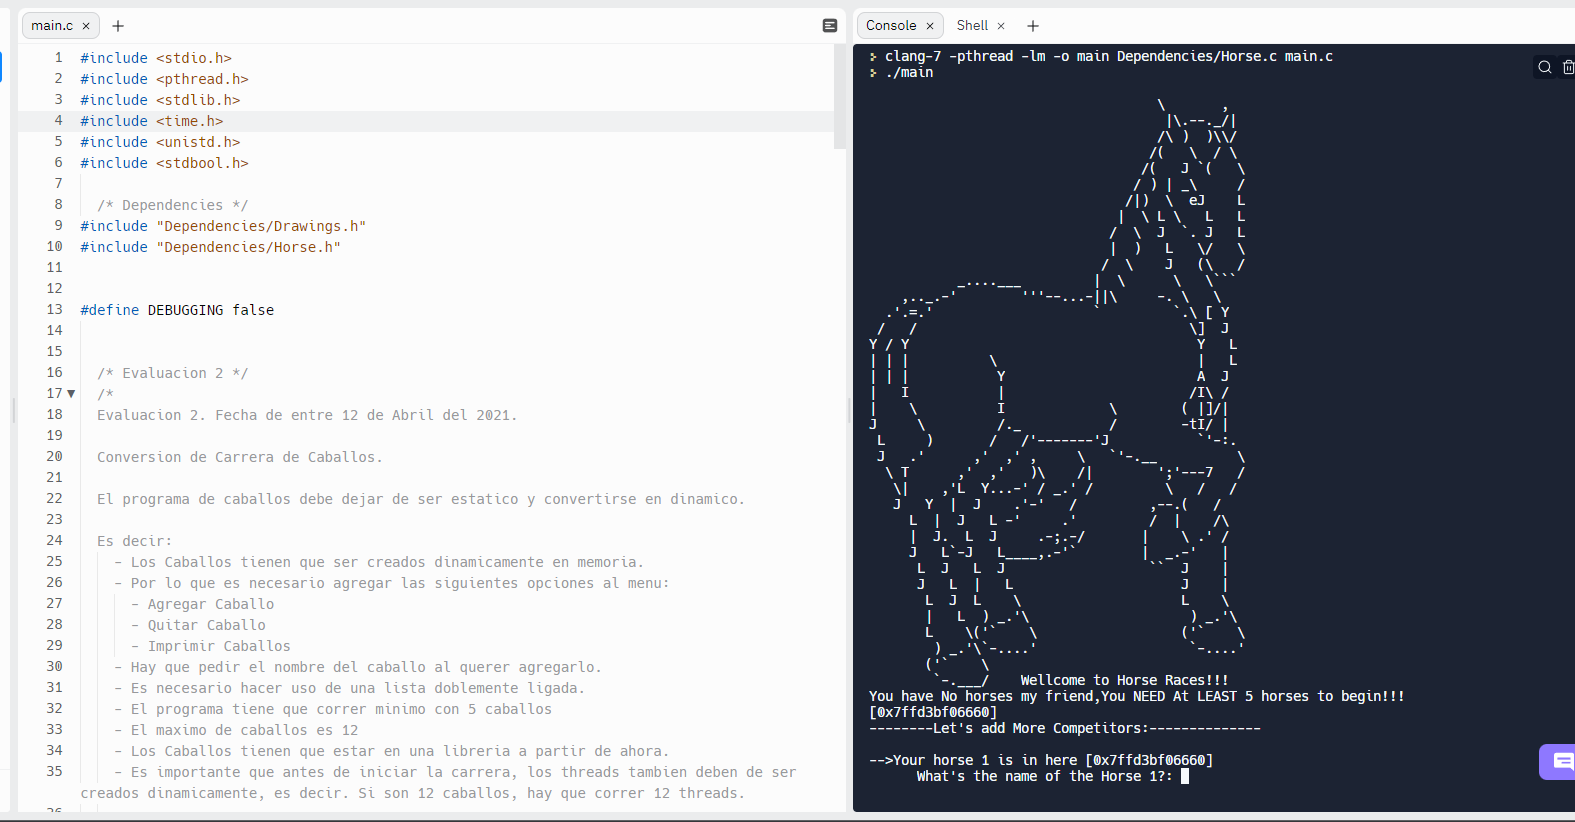 main.c × +
1 #include <stdio.h>
2 #include <pthread.h>
3 #include <stdlib.h>
4 #include <time.h>
5 #include <unistd.h>
6 #include <stdbool.h>
7
8 /* Dependencies */
9 #include "Dependencies/Drawings.h"
10 #include "Dependencies/Horse.h"
11
12
13 #define DEBUGGING false
14
15
16 /* Evaluacion 2 */
17 /*
18 Evaluacion 2. Fecha de entre 12 de Abril del 2021.
19
20 Conversion de Carrera de Caballos.
21
22 El programa de caballos debe dejar de ser estatico y convertirse en dinamico.
23
24 Es decir:
25 - Los Caballos tienen que ser creados dinamicamente en memoria.
26 - Por lo que es necesario agregar las siguientes opciones al menu:
27 - Agregar Caballo
28 - Quitar Caballo
29 - Imprimir Caballos
30 - Hay que pedir el nombre del caballo al querer agregarlo.
31 - Es necesario hacer uso de una lista doblemente ligada.
32 - El programa tiene que correr minimo con 5 caballos
33 - El maximo de caballos es 12
34 - Los Caballos tienen que estar en una libreria a partir de ahora.
35 - Es importante que antes de iniciar la carrera, los threads tambien deben de ser
creados dinamicamente, es decir. Si son 12 caballos, hay que correr 12 threads.
Console × Shell × +
clang-7 -pthread -lm -o main Dependencies/Horse.c main.c
./main
Wellcome to Horse Races!!!
You have No horses my friend,You NEED At LEAST 5 horses to begin!!!
[0x7ffd3bf06660]
--------Let's add More Competitors:--------------
-->Your horse 1 is in here [0x7ffd3bf06660]
What's the name of the Horse 1?: